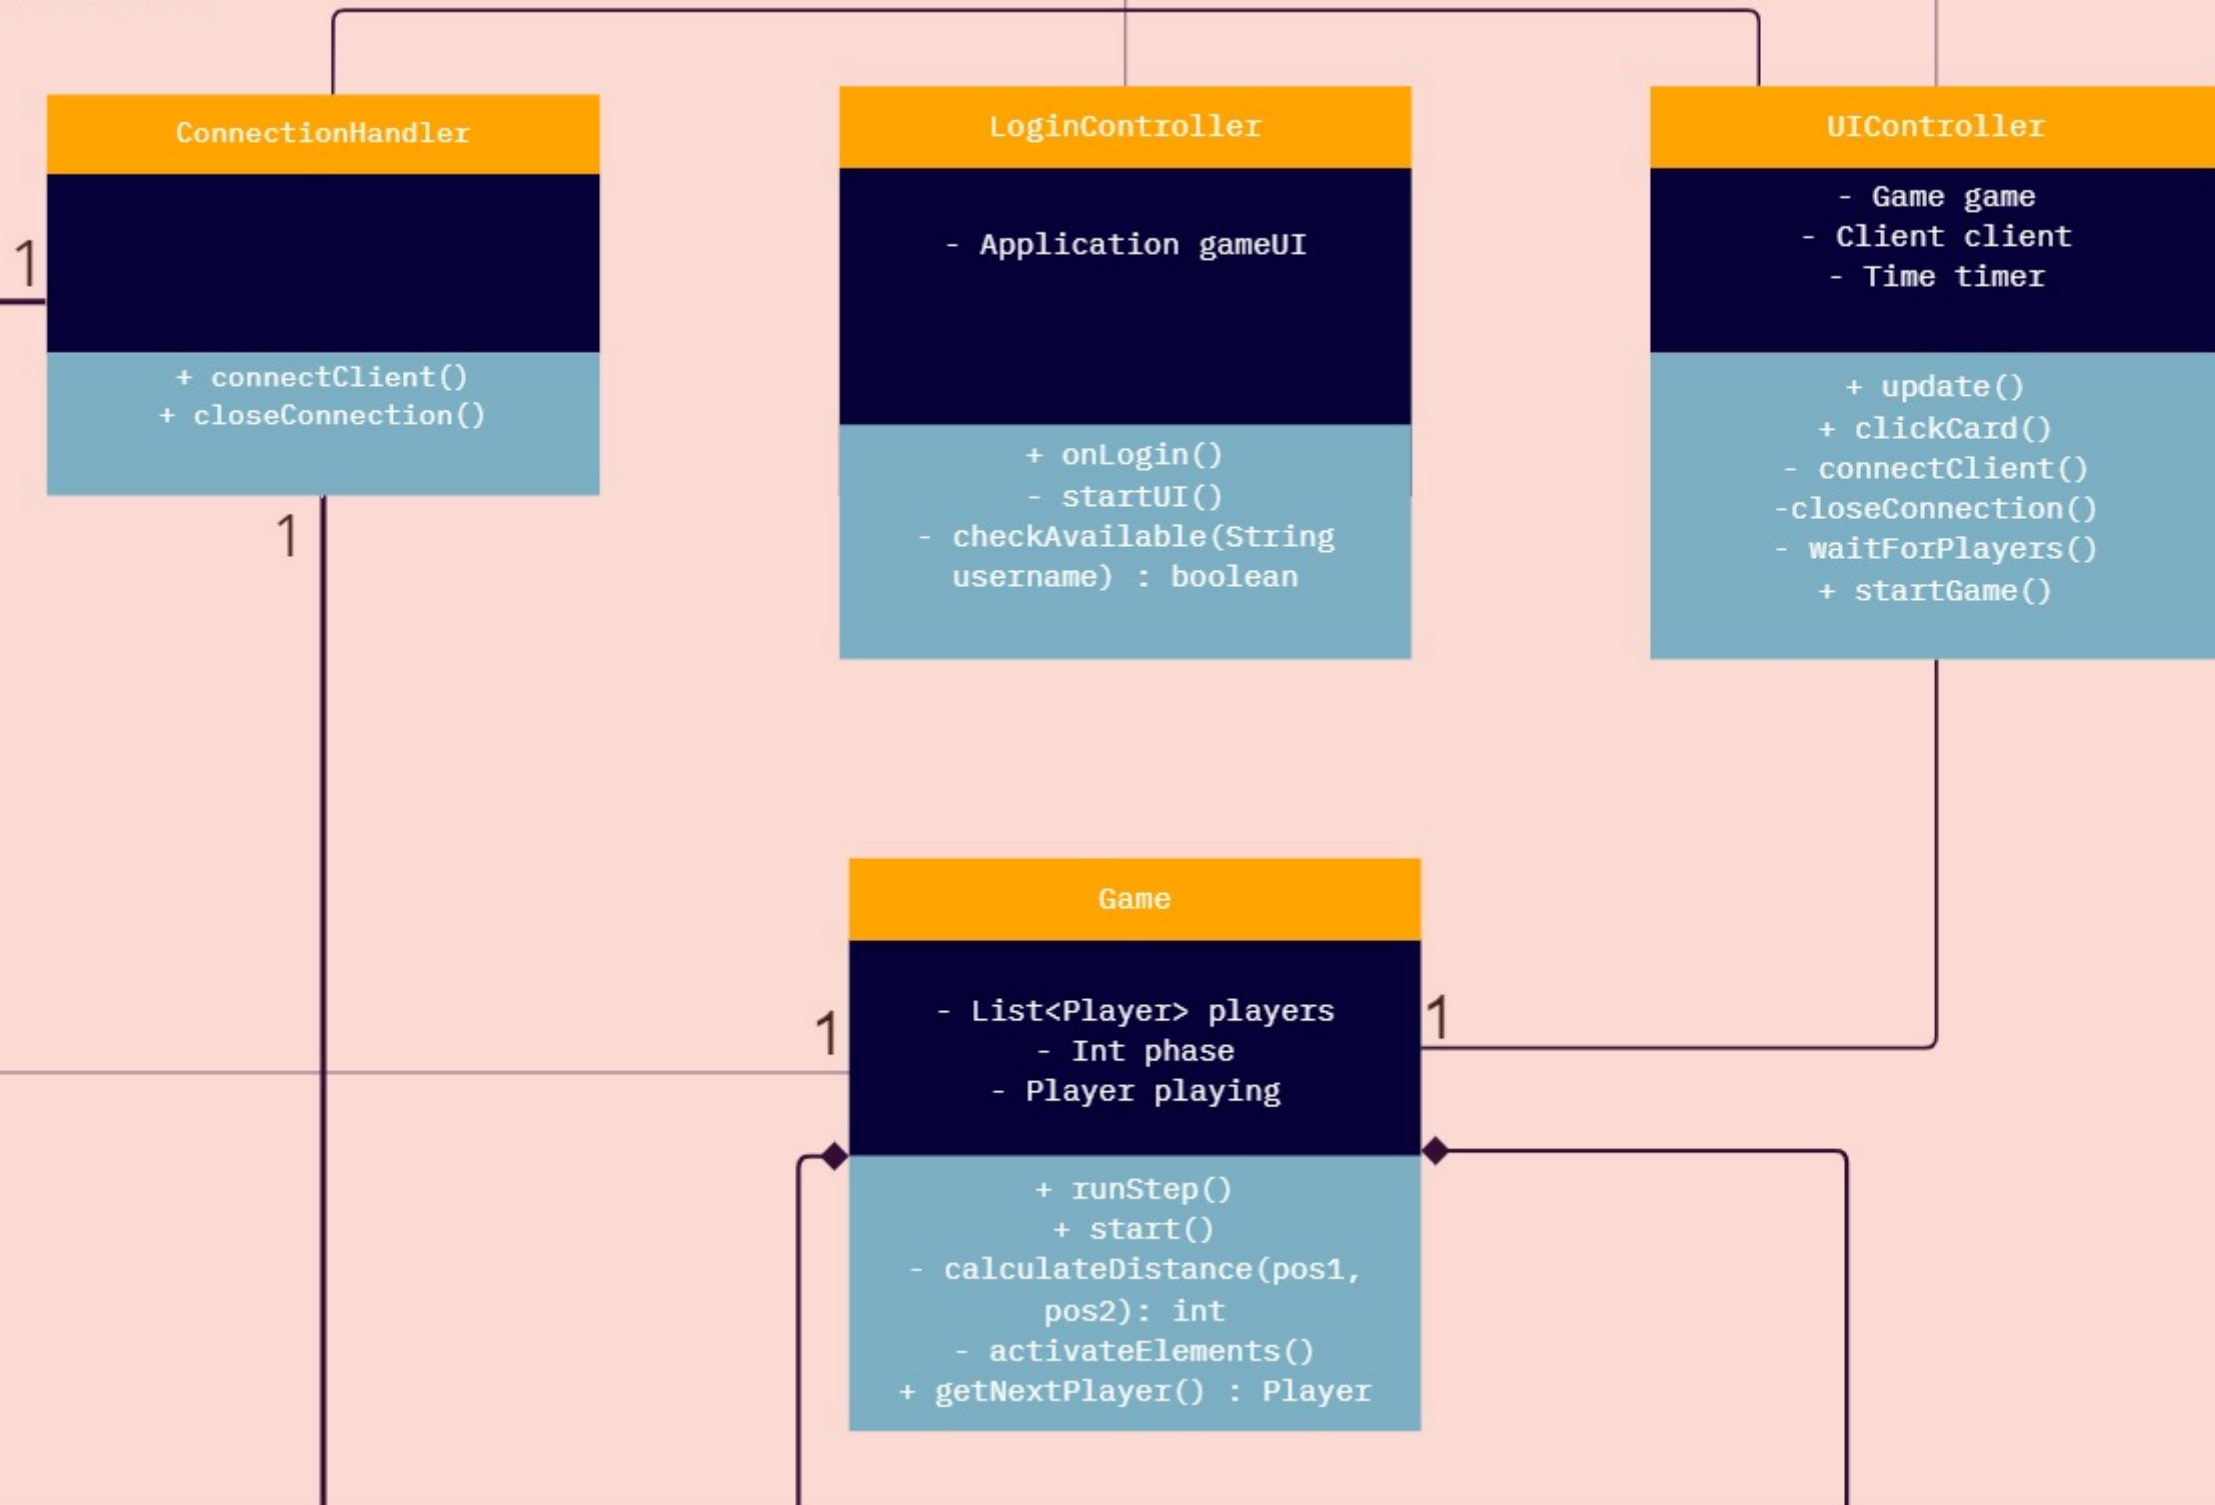 ConnectionHandler
1
+ connectClient()
+ closeConnection()
1
LoginController
- Application gameUI
+ onLogin()
- startUI()
- checkAvailable(String
username) : boolean
UIController
- Game game
- Client client
- Time timer
+ update()
+ clickCard()
- connectClient()
-closeConnection()
- waitForPlayers()
+ startGame()
Game
1
1
- List<Player> players
- Int phase
- Player playing
+ runStep()
+ start()
- calculateDistance(pos1,
pos2): int
- activateElements()
+ getNextPlayer() : Player